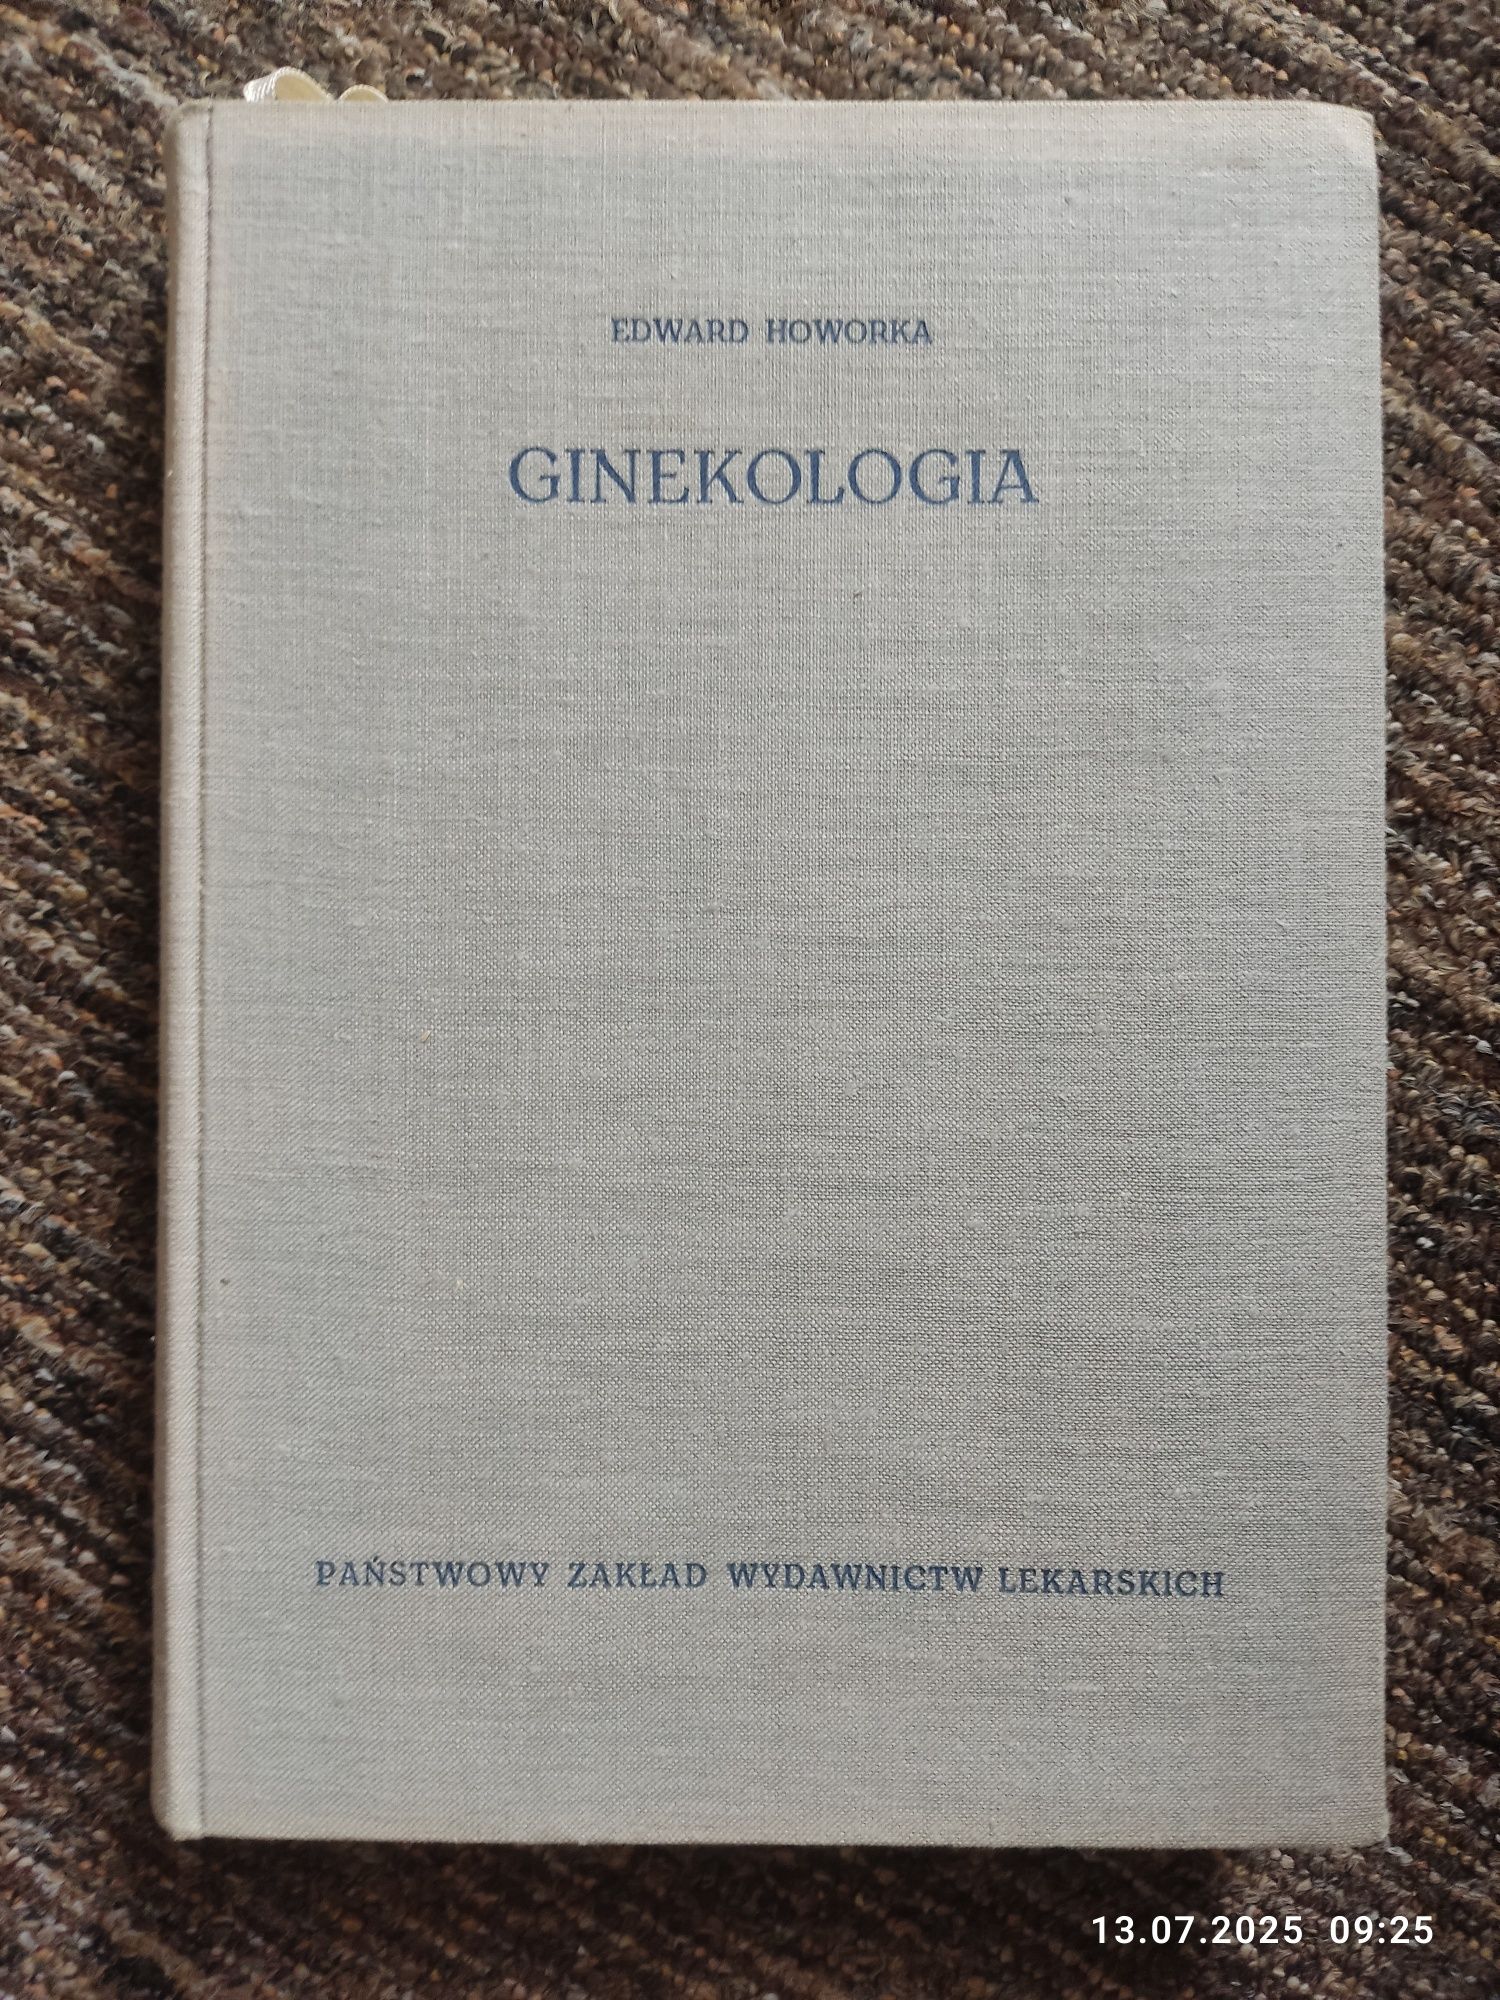 EDWARD HOWORKA
GINEKOLOGIA
PAŃSTWOWY ZAKŁAD WYDAWNICTW LEKARSKICH
13.07.2025 09:25